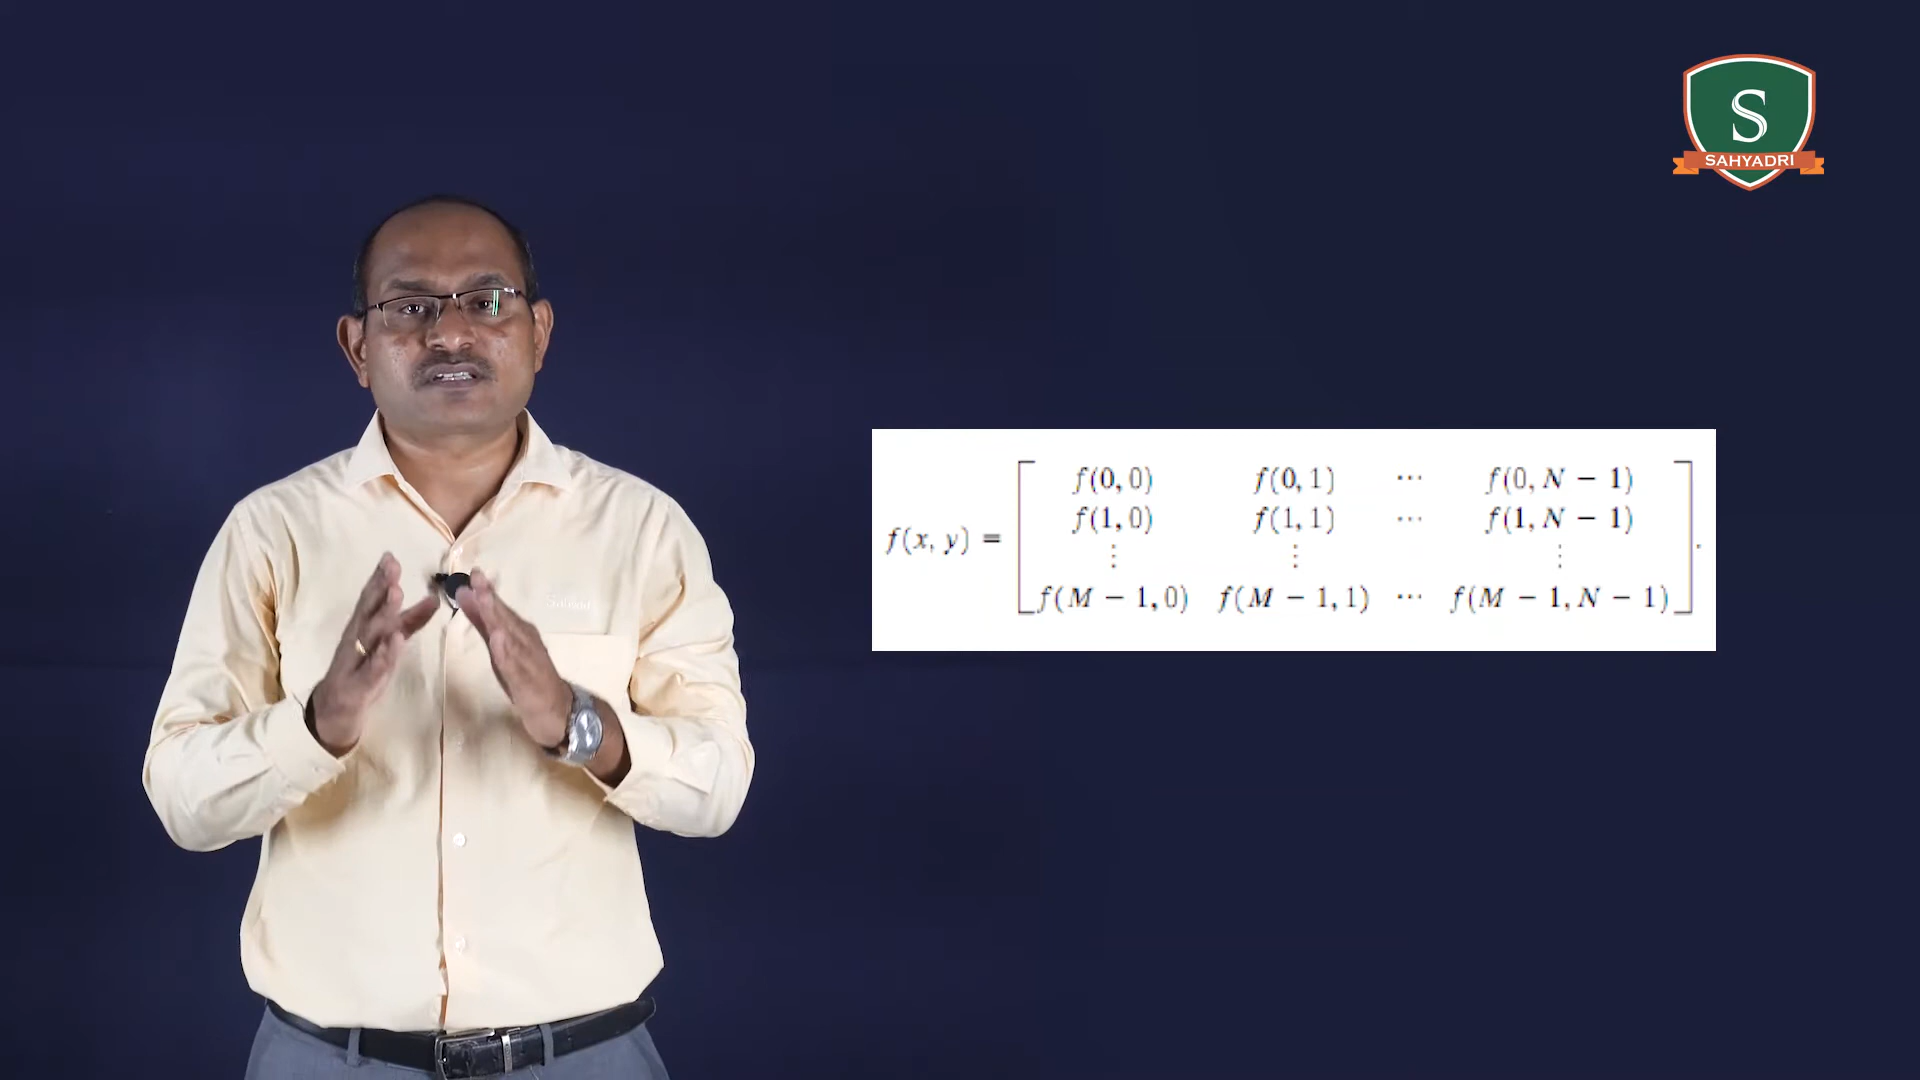 S
SAHYADRI
f(x, y) = [ f(0, 0) f(0, 1) ⋯ f(0, N − 1)
f(1, 0) f(1, 1) ⋯ f(1, N − 1)
⋮ ⋮ ⋮
f(M − 1, 0) f(M − 1, 1) ⋯ f(M − 1, N − 1) ] .